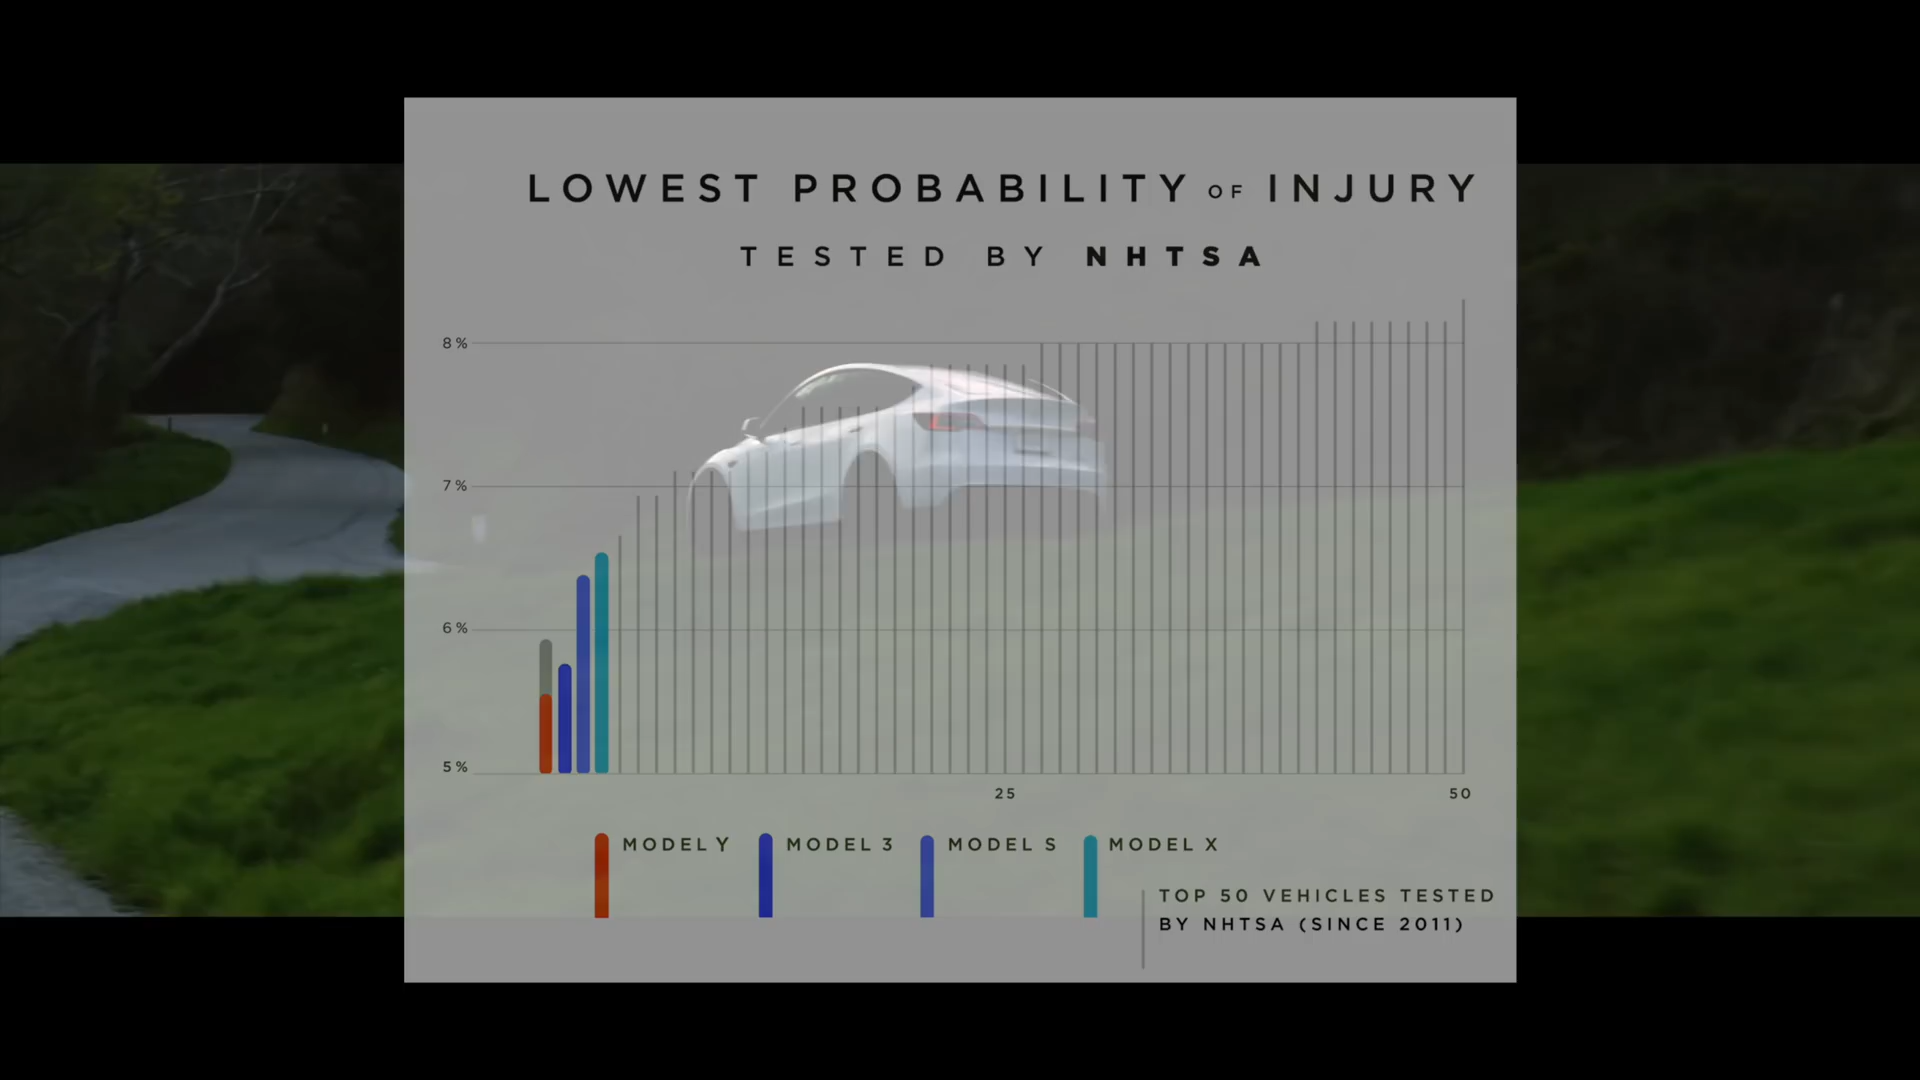 LOWEST PROBABILITY OF INJURY
TESTED BY NHTSA
8%
7%
6%
5%
25 50
MODEL Y MODEL 3 MODEL S MODEL X
TOP 50 VEHICLES TESTED
BY NHTSA (SINCE 2011)